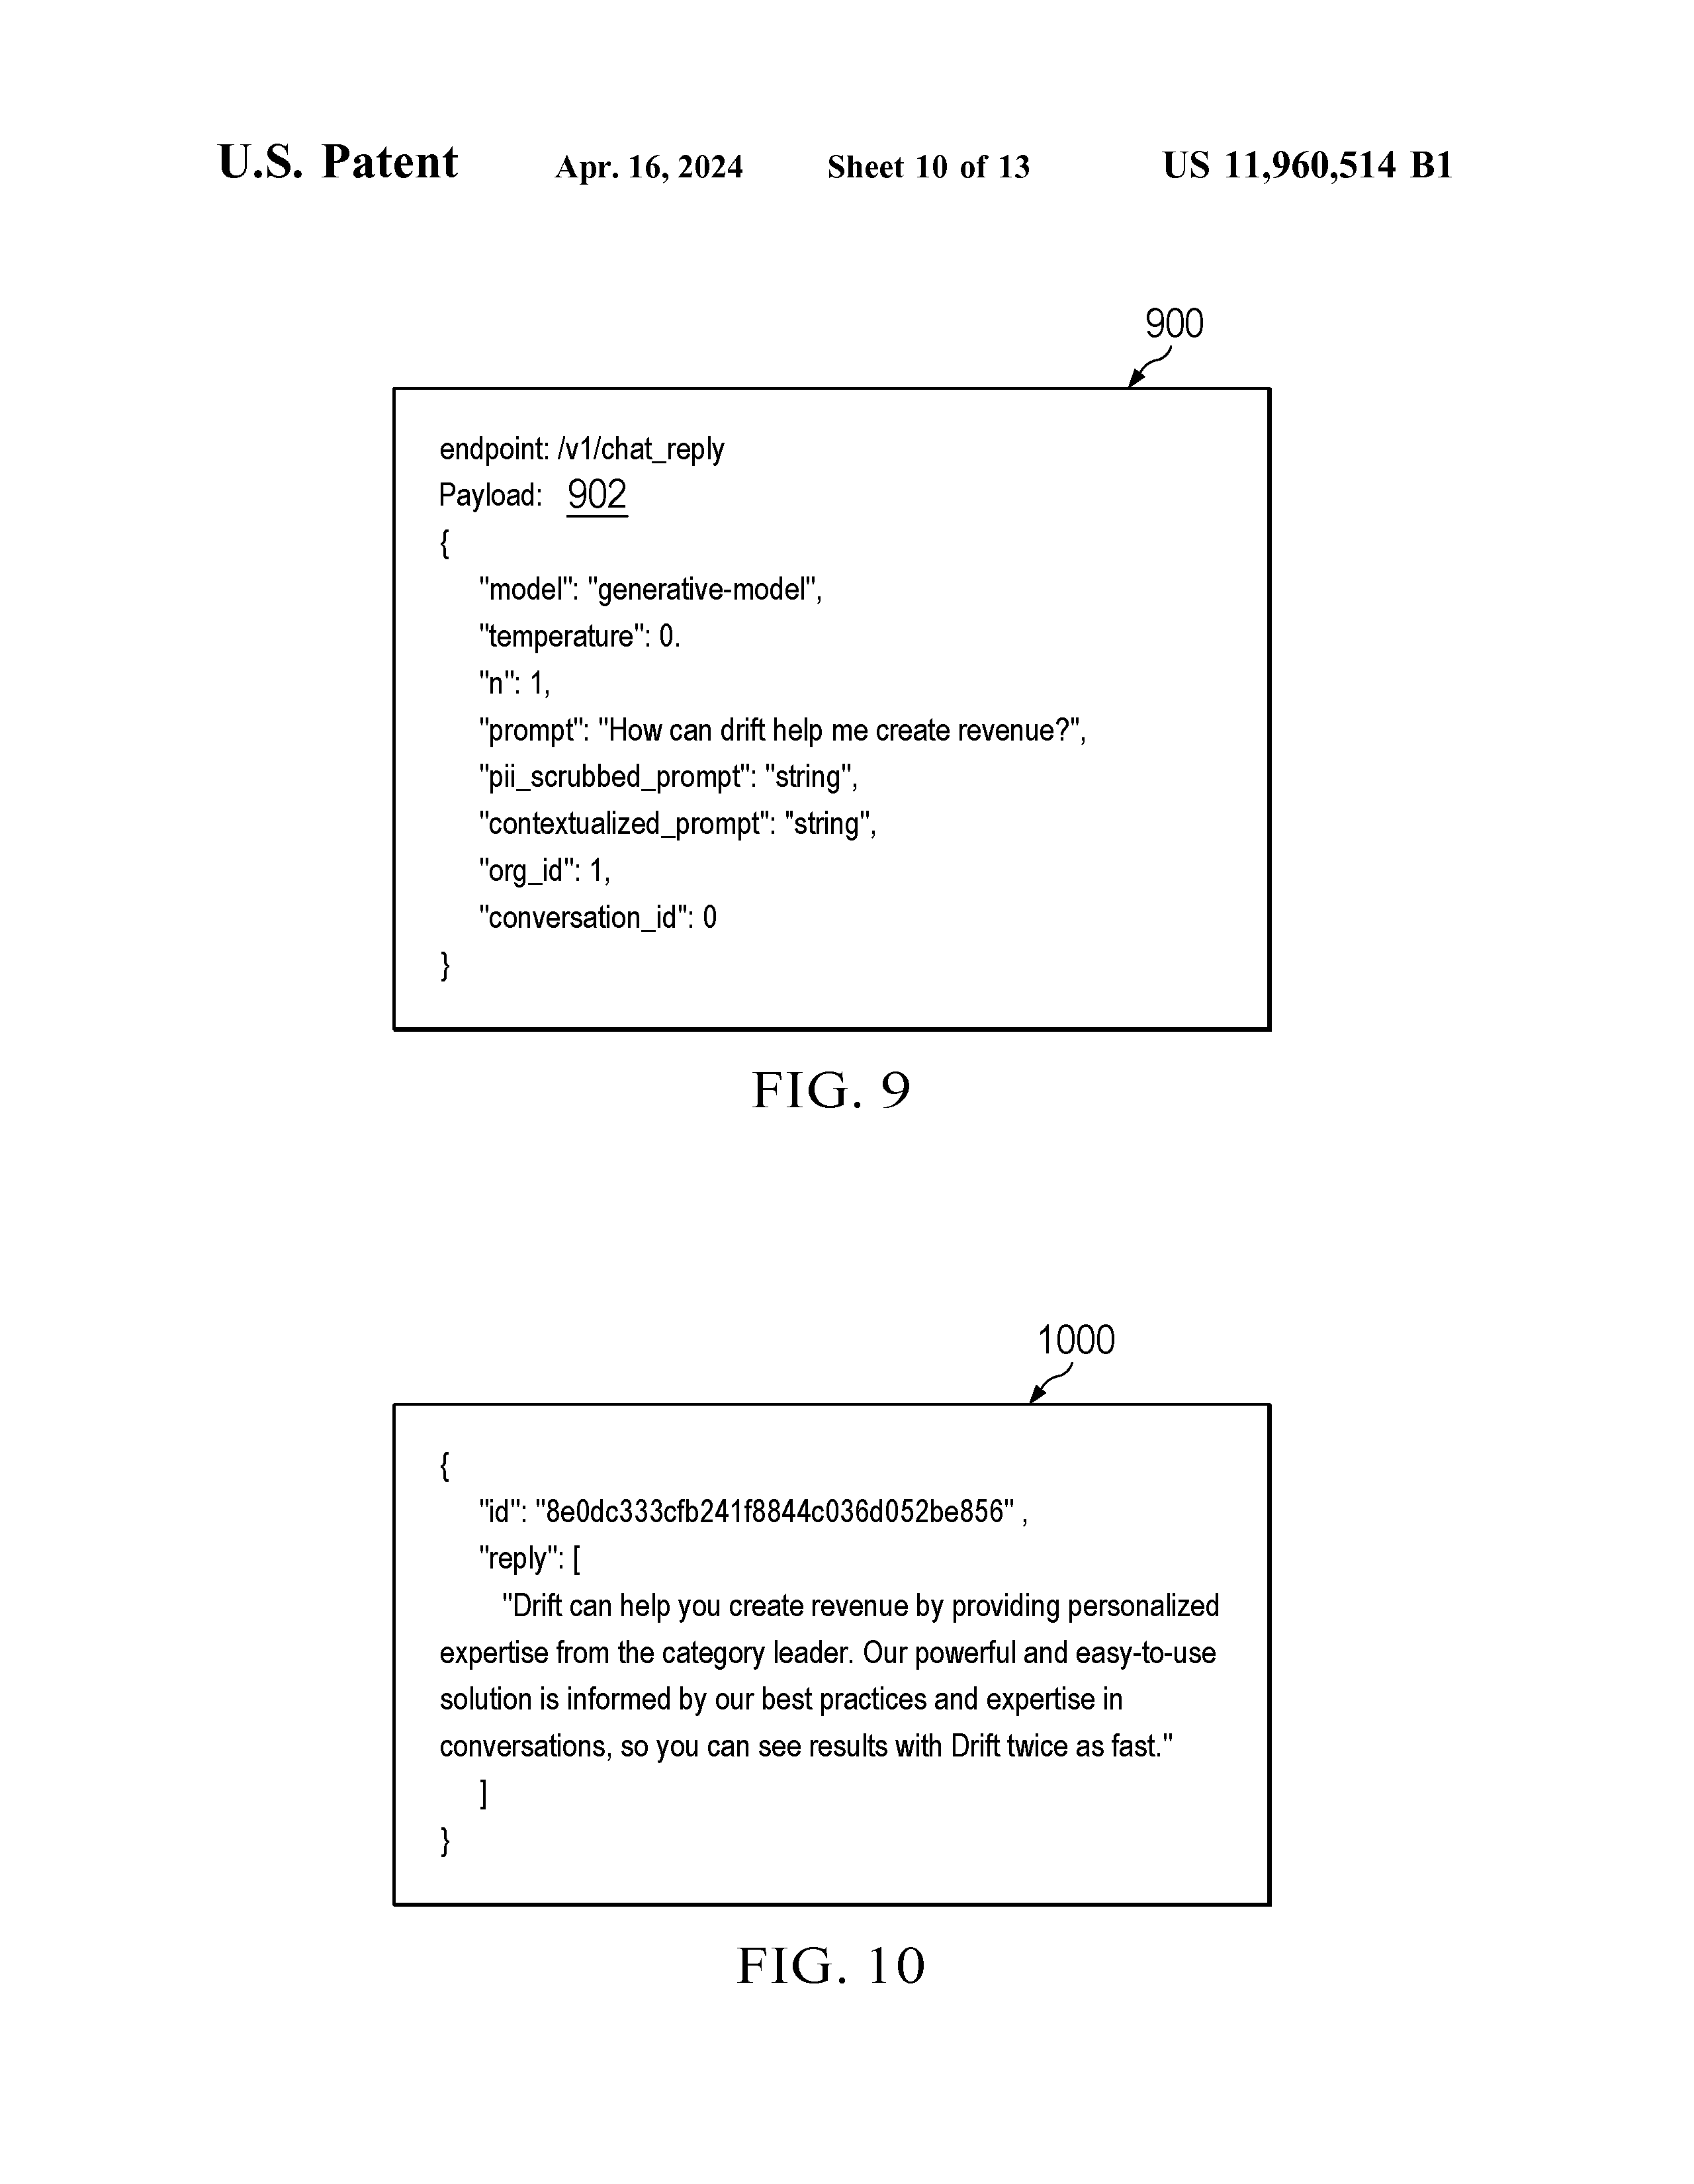 U.S. Patent Apr. 16, 2024 Sheet 10 of 13 US 11,960,514 B1
900
endpoint: /v1/chat_reply
Payload: 902
{
"model": "generative-model",
"temperature": 0.
"n": 1,
"prompt": "How can drift help me create revenue?",
"pii_scrubbed_prompt": "string",
"contextualized_prompt": "string",
"org_id": 1,
"conversation_id": 0
}
FIG. 9
1000
{
"id": "8e0dc333cfb241f8844c036d052be856" ,
"reply": [
"Drift can help you create revenue by providing personalized
expertise from the category leader. Our powerful and easy-to-use
solution is informed by our best practices and expertise in
conversations, so you can see results with Drift twice as fast."
]
}
FIG. 10